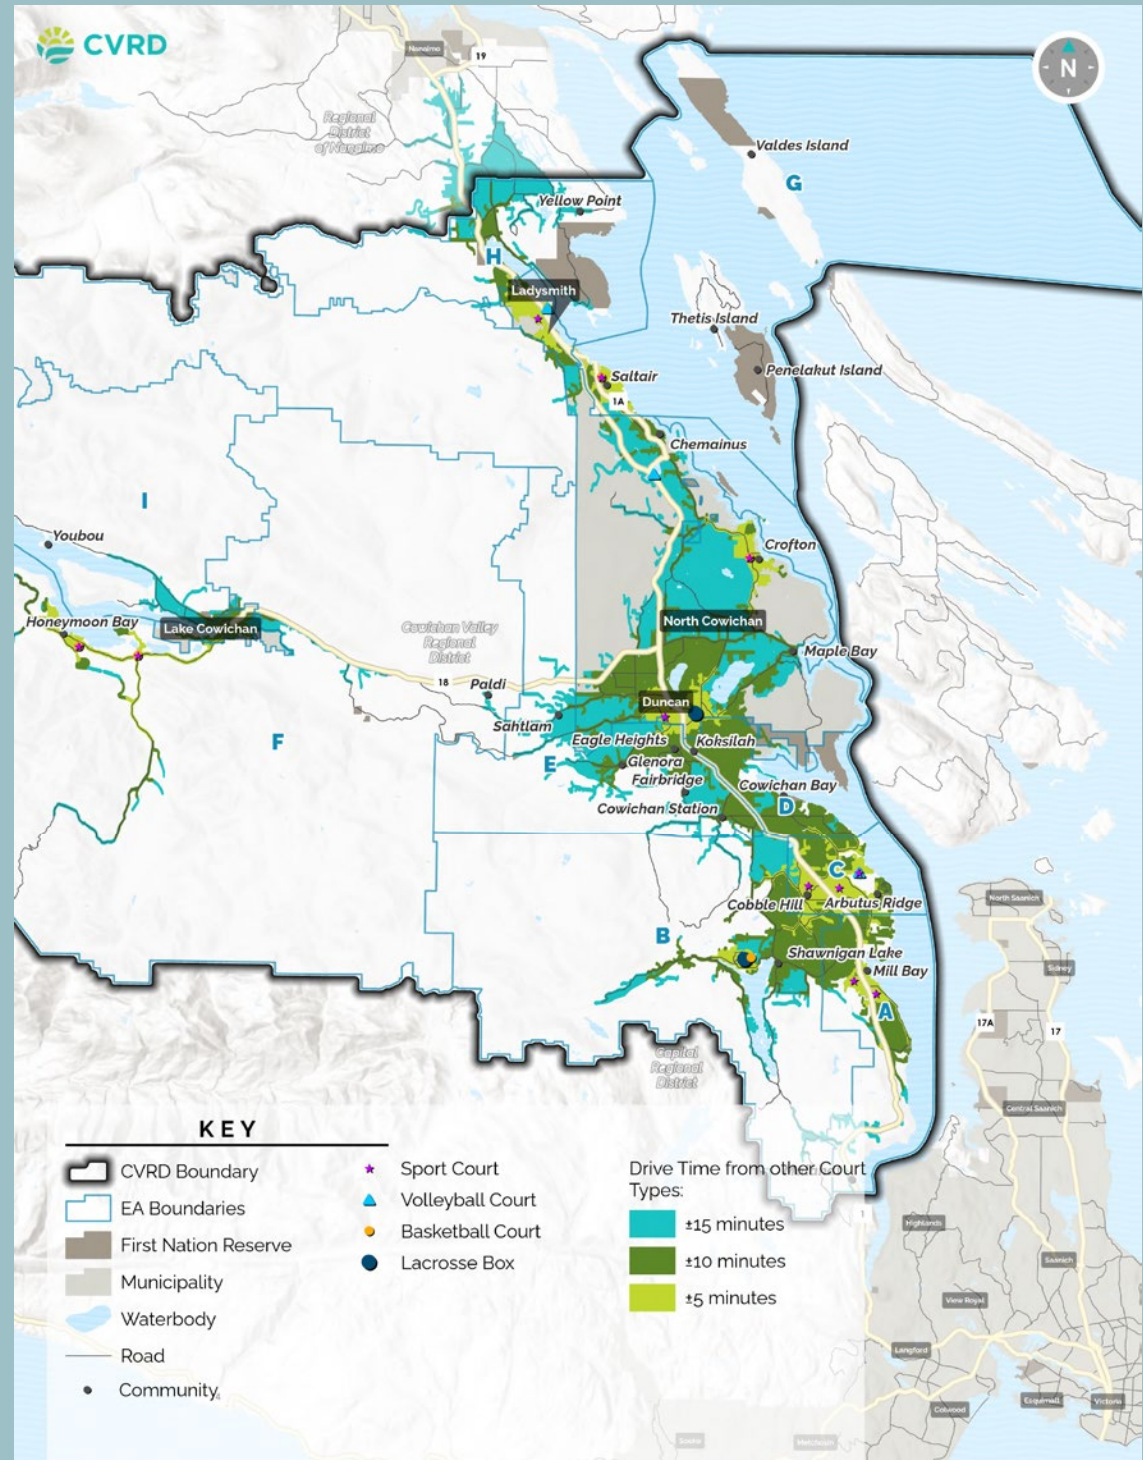 CVRD
N
Nanaimo
19
Regional
District
of Nanaimo
Valdes Island
G
Yellow Point
H
Ladysmith
Thetis Island
Penelakut Island
Saltair
1A
Chemainus
I
Youbou
Crofton
Honeymoon Bay
Lake Cowichan
North Cowichan
Cowichan Valley
Regional
District
Maple Bay
18
Paldi
Duncan
Sahtlam
F
Eagle Heights
Koksilah
E
Glenora
Fairbridge
Cowichan Bay
Cowichan Station
D
C
Cobble Hill
Arbutus Ridge
North Saanich
B
Shawnigan Lake
Mill Bay
Sidney
A
17A
17
Capital
Regional
District
Central Saanich
KEY
CVRD Boundary
EA Boundaries
First Nation Reserve
Municipality
Waterbody
Road
Community
Sport Court
Volleyball Court
Basketball Court
Lacrosse Box
Drive Time from other Court
Types:
±15 minutes
±10 minutes
±5 minutes
1
Highlands
Saanich
View Royal
Langford
Esquimalt
Victoria
Colwood
Sooke
Metchosin